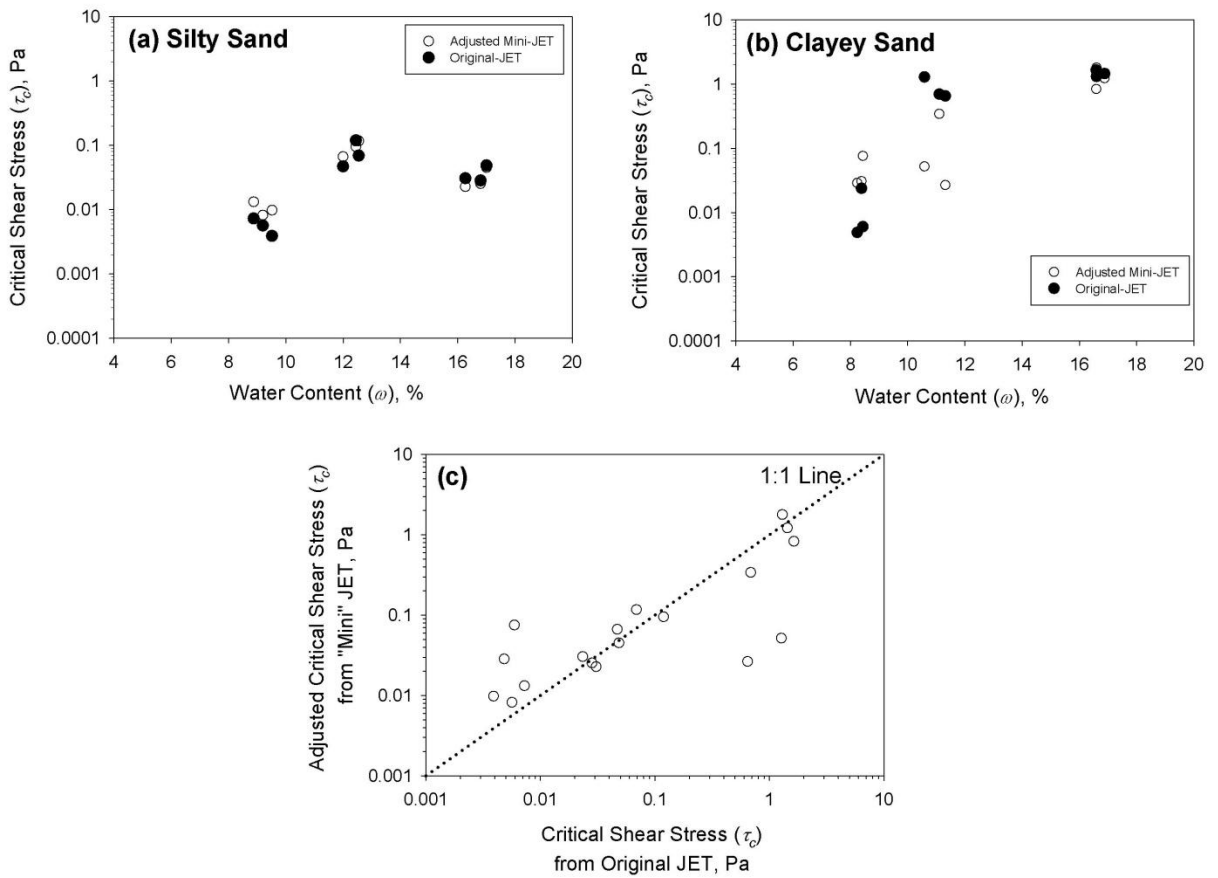 (a) Silty Sand
Adjusted Mini-JET
Original-JET
Critical Shear Stress (τc), Pa
10
1
0.1
0.01
0.001
0.0001
4 6 8 10 12 14 16 18 20
Water Content (ω), %
(b) Clayey Sand
Critical Shear Stress (τc), Pa
10
1
0.1
0.01
0.001
0.0001
Adjusted Mini-JET
Original-JET
4 6 8 10 12 14 16 18 20
Water Content (ω), %
(c)
1:1 Line
Adjusted Critical Shear Stress (τc)
from "Mini" JET, Pa
10
1
0.1
0.01
0.001
0.001 0.01 0.1 1 10
Critical Shear Stress (τc)
from Original JET, Pa